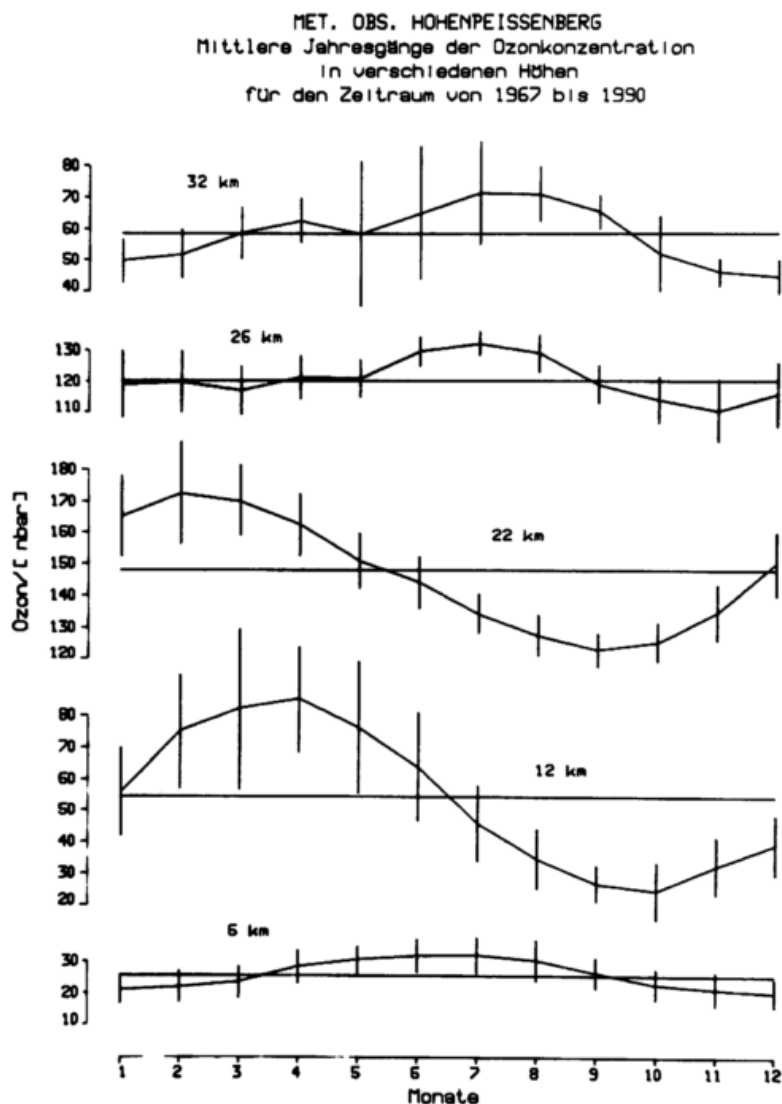 MET. OBS. HOHENPEISSENBERG
Mittlere Jahresgänge der Ozonkonzentration
in verschiedenen Höhen
für den Zeitraum von 1967 bis 1990
80
70
60
50
40
32 km
130
120
110
26 km
180
170
160
150
140
130
120
22 km
80
70
60
50
40
30
20
12 km
30
20
10
6 km
Ozon/[ nbar]
1 2 3 4 5 6 7 8 9 10 11 12
Monate